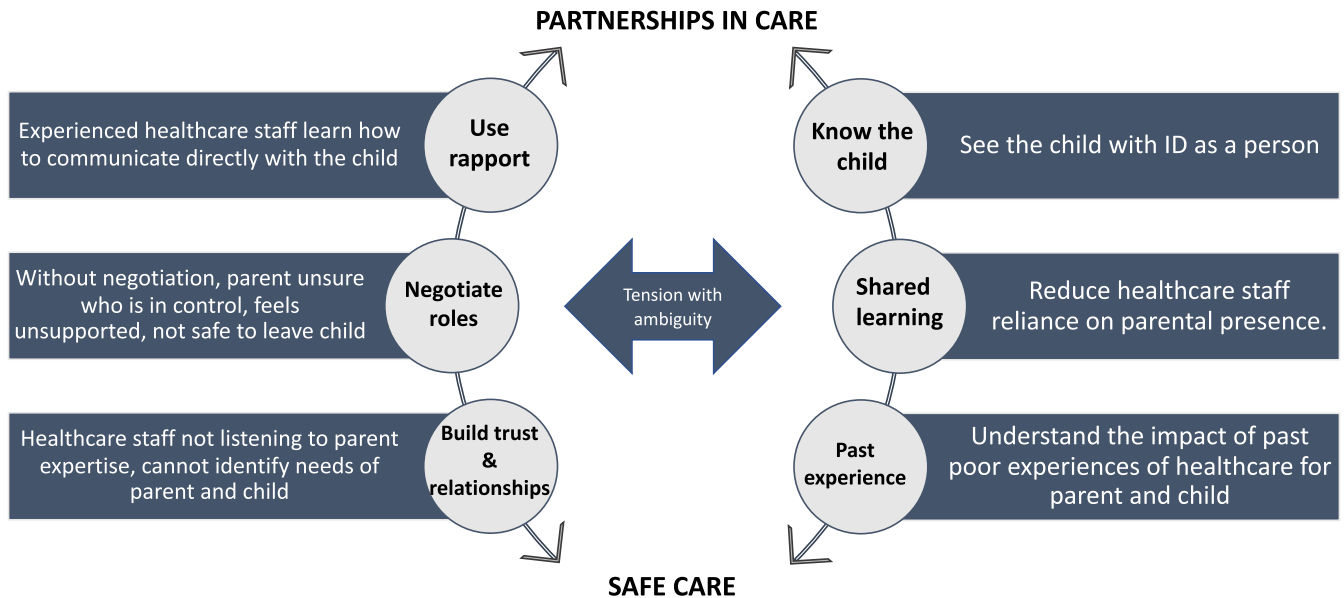 PARTNERSHIPS IN CARE
Experienced healthcare staff learn how
to communicate directly with the child
Use
rapport
Know the
child
See the child with ID as a person
Without negotiation, parent unsure
who is in control, feels
unsupported, not safe to leave child
Negotiate
roles
Tension with
ambiguity
Shared
learning
Reduce healthcare staff
reliance on parental presence.
Healthcare staff not listening to parent
expertise, cannot identify needs of
parent and child
Build trust
&
relationships
Past
experience
Understand the impact of past
poor experiences of healthcare for
parent and child
SAFE CARE